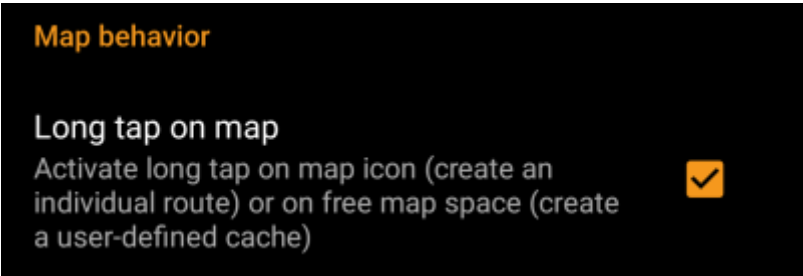 Map behavior
Long tap on map
Activate long tap on map icon (create an
individual route) or on free map space (create
a user-defined cache)